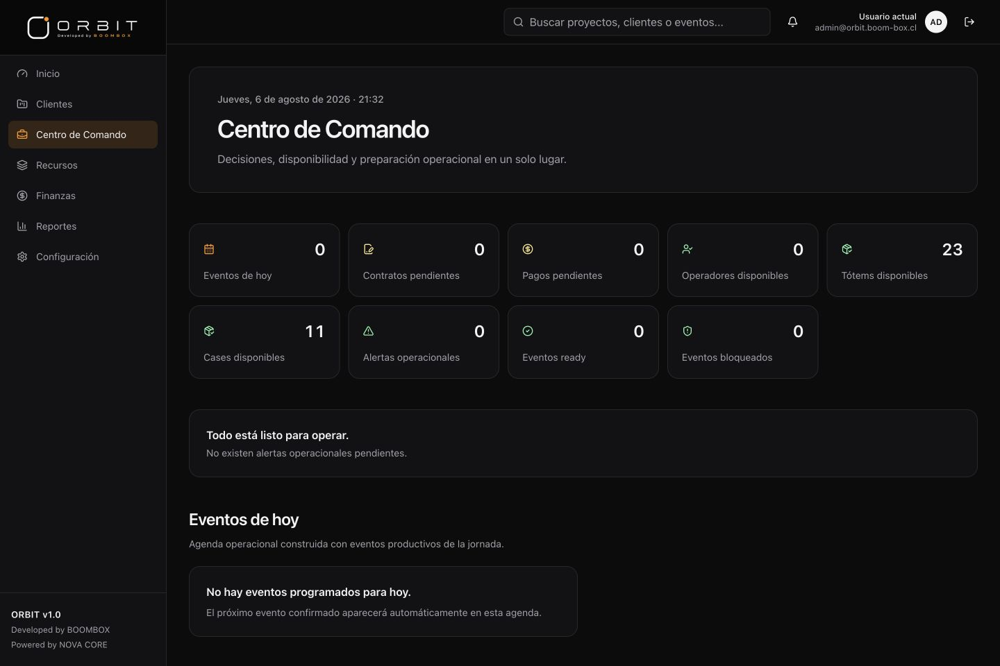 ORBIT
Developed by BOOMBOX
Buscar proyectos, clientes o eventos...
Usuario actual
admin@orbit.boom-box.cl
AD
Inicio
Clientes
Centro de Comando
Recursos
Finanzas
Reportes
Configuración
Jueves, 6 de agosto de 2026 · 21:32
Centro de Comando
Decisiones, disponibilidad y preparación operacional en un solo lugar.
0
Eventos de hoy
0
Contratos pendientes
0
Pagos pendientes
0
Operadores disponibles
23
Tótems disponibles
11
Cases disponibles
0
Alertas operacionales
0
Eventos ready
0
Eventos bloqueados
Todo está listo para operar.
No existen alertas operacionales pendientes.
Eventos de hoy
Agenda operacional construida con eventos productivos de la jornada.
No hay eventos programados para hoy.
El próximo evento confirmado aparecerá automáticamente en esta agenda.
ORBIT v1.0
Developed by BOOMBOX
Powered by NOVA CORE